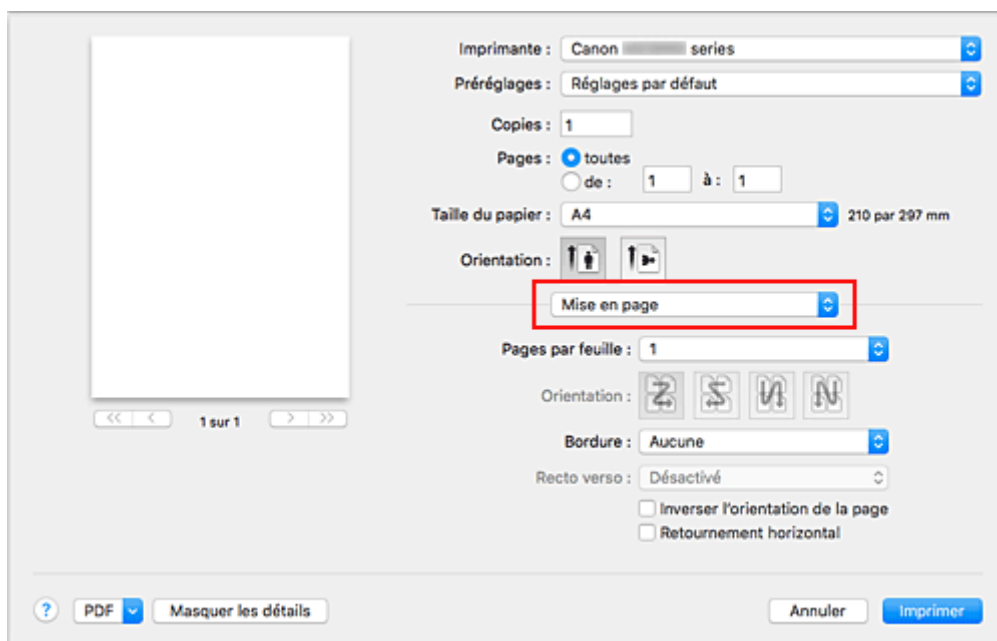 Imprimante : Canon series
Préréglages : Réglages par défaut
Copies : 1
Pages : toutes
de : 1 à : 1
Taille du papier : A4 210 par 297 mm
Orientation :
Mise en page
Pages par feuille : 1
Orientation :
Bordure : Aucune
Recto verso : Désactivé
Inverser l'orientation de la page
Retournement horizontal
1 sur 1
? PDF Masquer les détails Annuler Imprimer